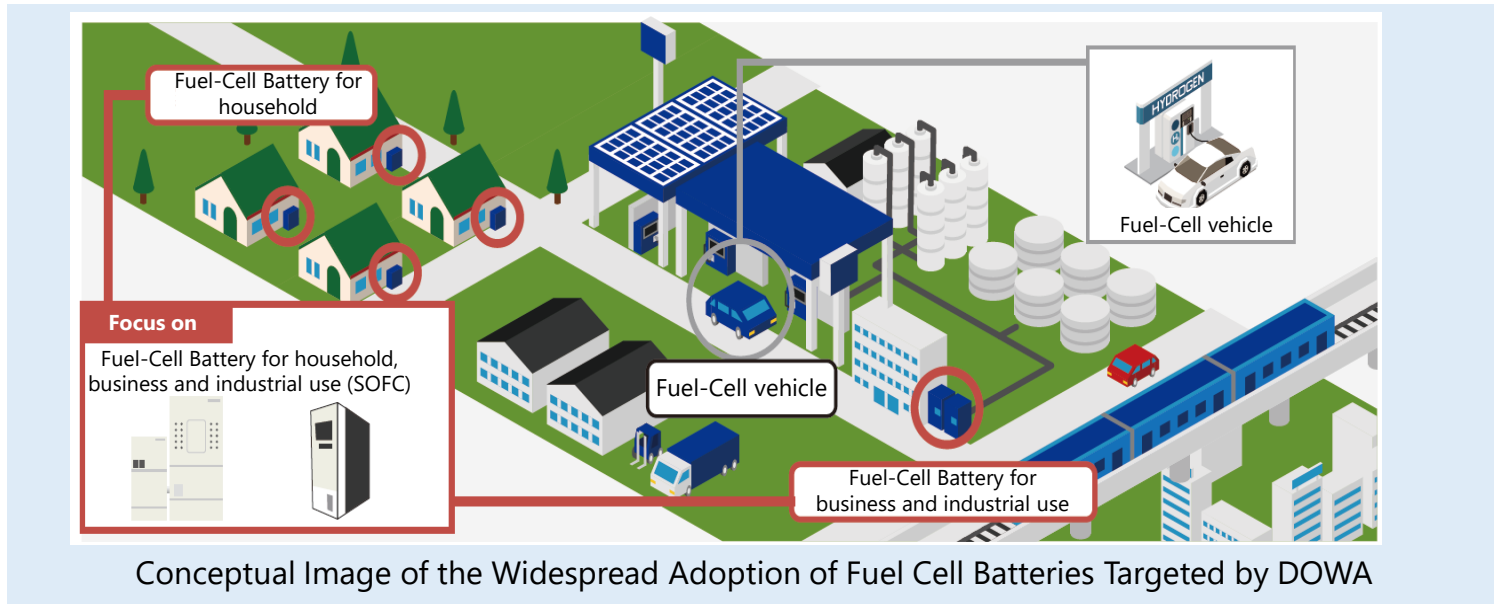 Fuel-Cell Battery for
household
HYDROGEN
Fuel-Cell vehicle
Focus on
Fuel-Cell Battery for household,
business and industrial use (SOFC)
Fuel-Cell vehicle
Fuel-Cell Battery for
business and industrial use
Conceptual Image of the Widespread Adoption of Fuel Cell Batteries Targeted by DOWA